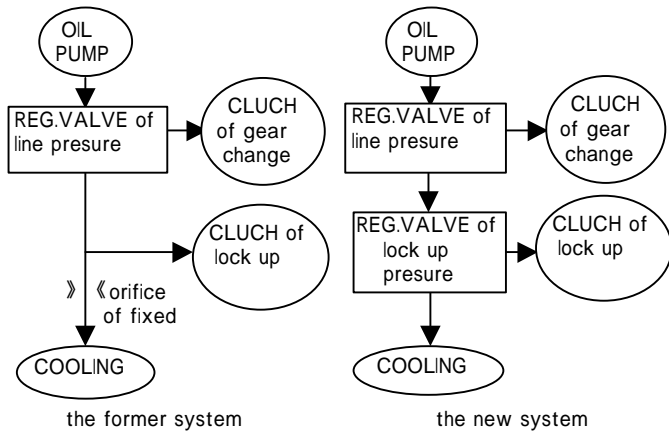 OIL
PUMP
REG.VALVE of
line presure
CLUCH
of gear
change
CLUCH of
lock up
》 《 orifice
of fixed
COOLING
the former system
OIL
PUMP
REG.VALVE of
line presure
CLUCH
of gear
change
REG.VALVE of
lock up
presure
CLUCH of
lock up
COOLING
the new system